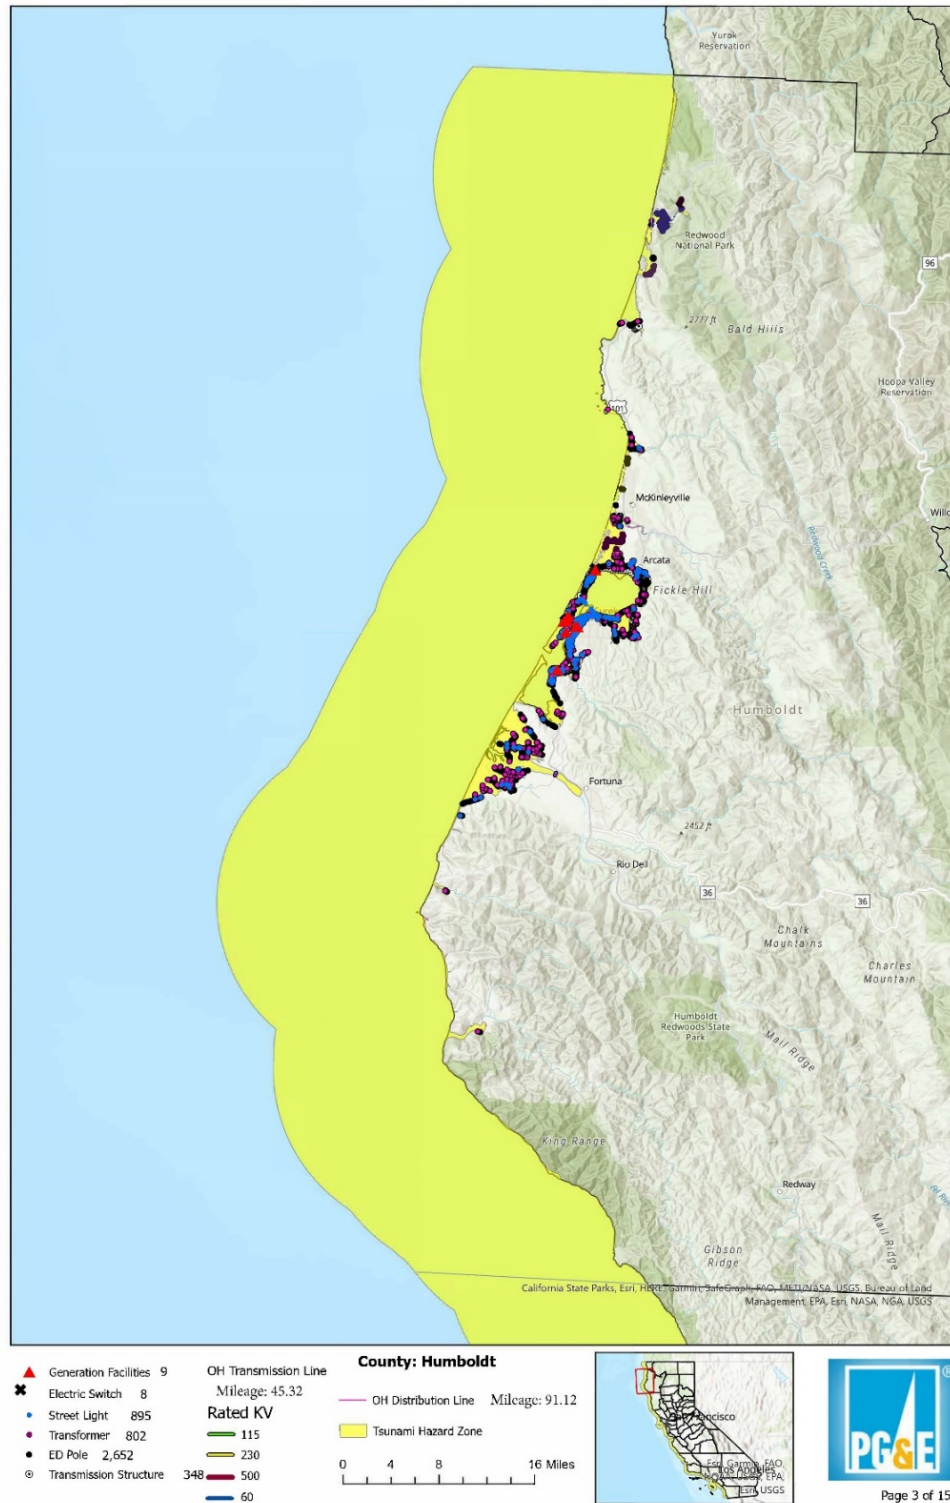 Yurok
Reservation
Redwood
National Park
96
2777 ft
Bald Hills
Hoopa Valley
Reservation
101
McKinleyville
Redwood Creek
Arcata
Fickle Hill
Humboldt
Fortuna
2452 ft
Rio Dell
36
36
Chalk
Mountains
Charles
Mountain
Humboldt
Redwoods State
Park
Mail Ridge
King Range
Redway
Mail Ridge
Gibson
Ridge
California State Parks, Esri, HERE, Garmin, SafeGraph, FAO, METI/NASA, USGS, Bureau of Land
Management, EPA, Esri, NASA, NGA, USGS
County: Humboldt
Generation Facilities 9
Electric Switch 8
Street Light 895
Transformer 802
ED Pole 2,652
Transmission Structure 348
OH Transmission Line
Mileage: 45.32
Rated KV
115
230
500
60
OH Distribution Line Mileage: 91.12
Tsunami Hazard Zone
0 4 8 16 Miles
Los Angeles
Esri, Garmin, FAO,
USGS
PG&E
®
Page 3 of 15